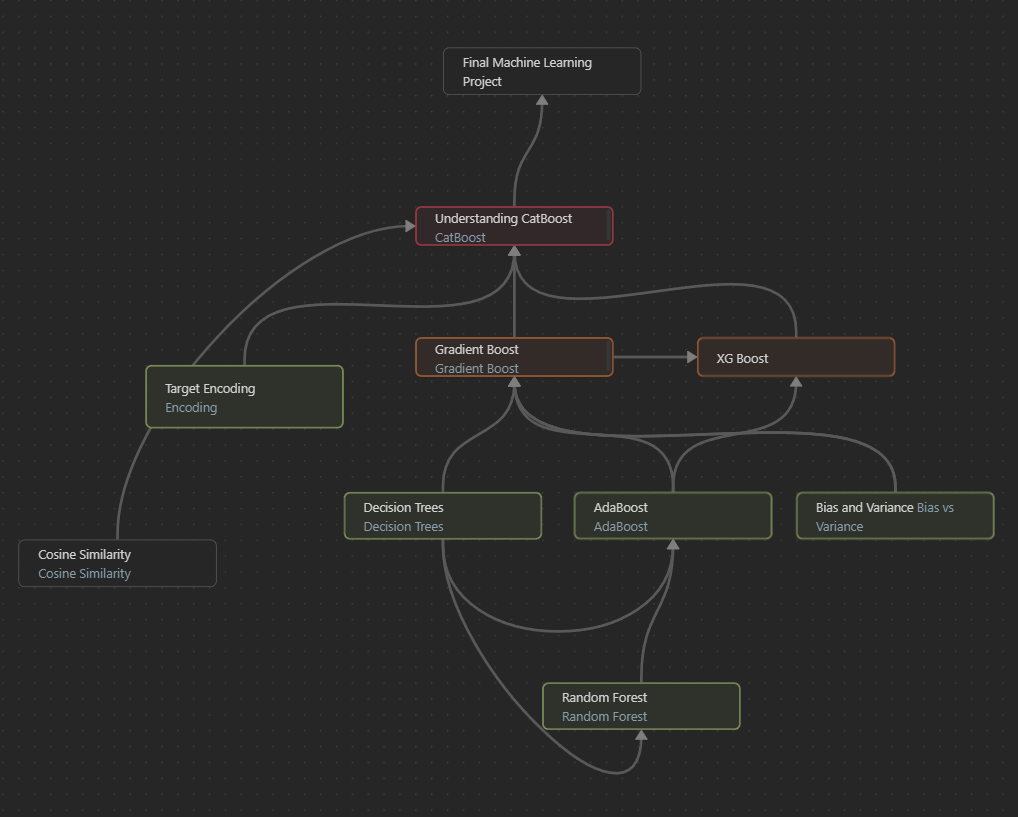 Final Machine Learning
Project
Understanding CatBoost
CatBoost
Gradient Boost
Gradient Boost
XG Boost
Target Encoding
Encoding
Decision Trees
Decision Trees
AdaBoost
AdaBoost
Bias and Variance Bias vs
Variance
Cosine Similarity
Cosine Similarity
Random Forest
Random Forest